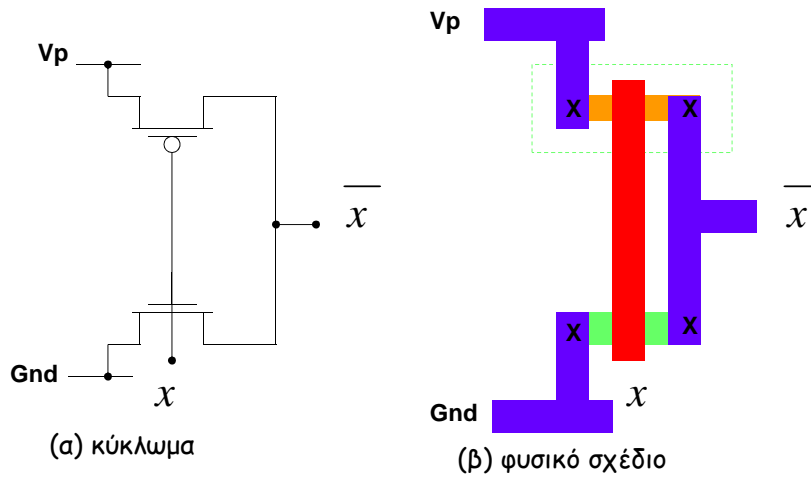 Vp
x̅
Gnd
x
(α) κύκλωμα
Vp
X X
x̅
X X
Gnd
x
(β) φυσικό σχέδιο